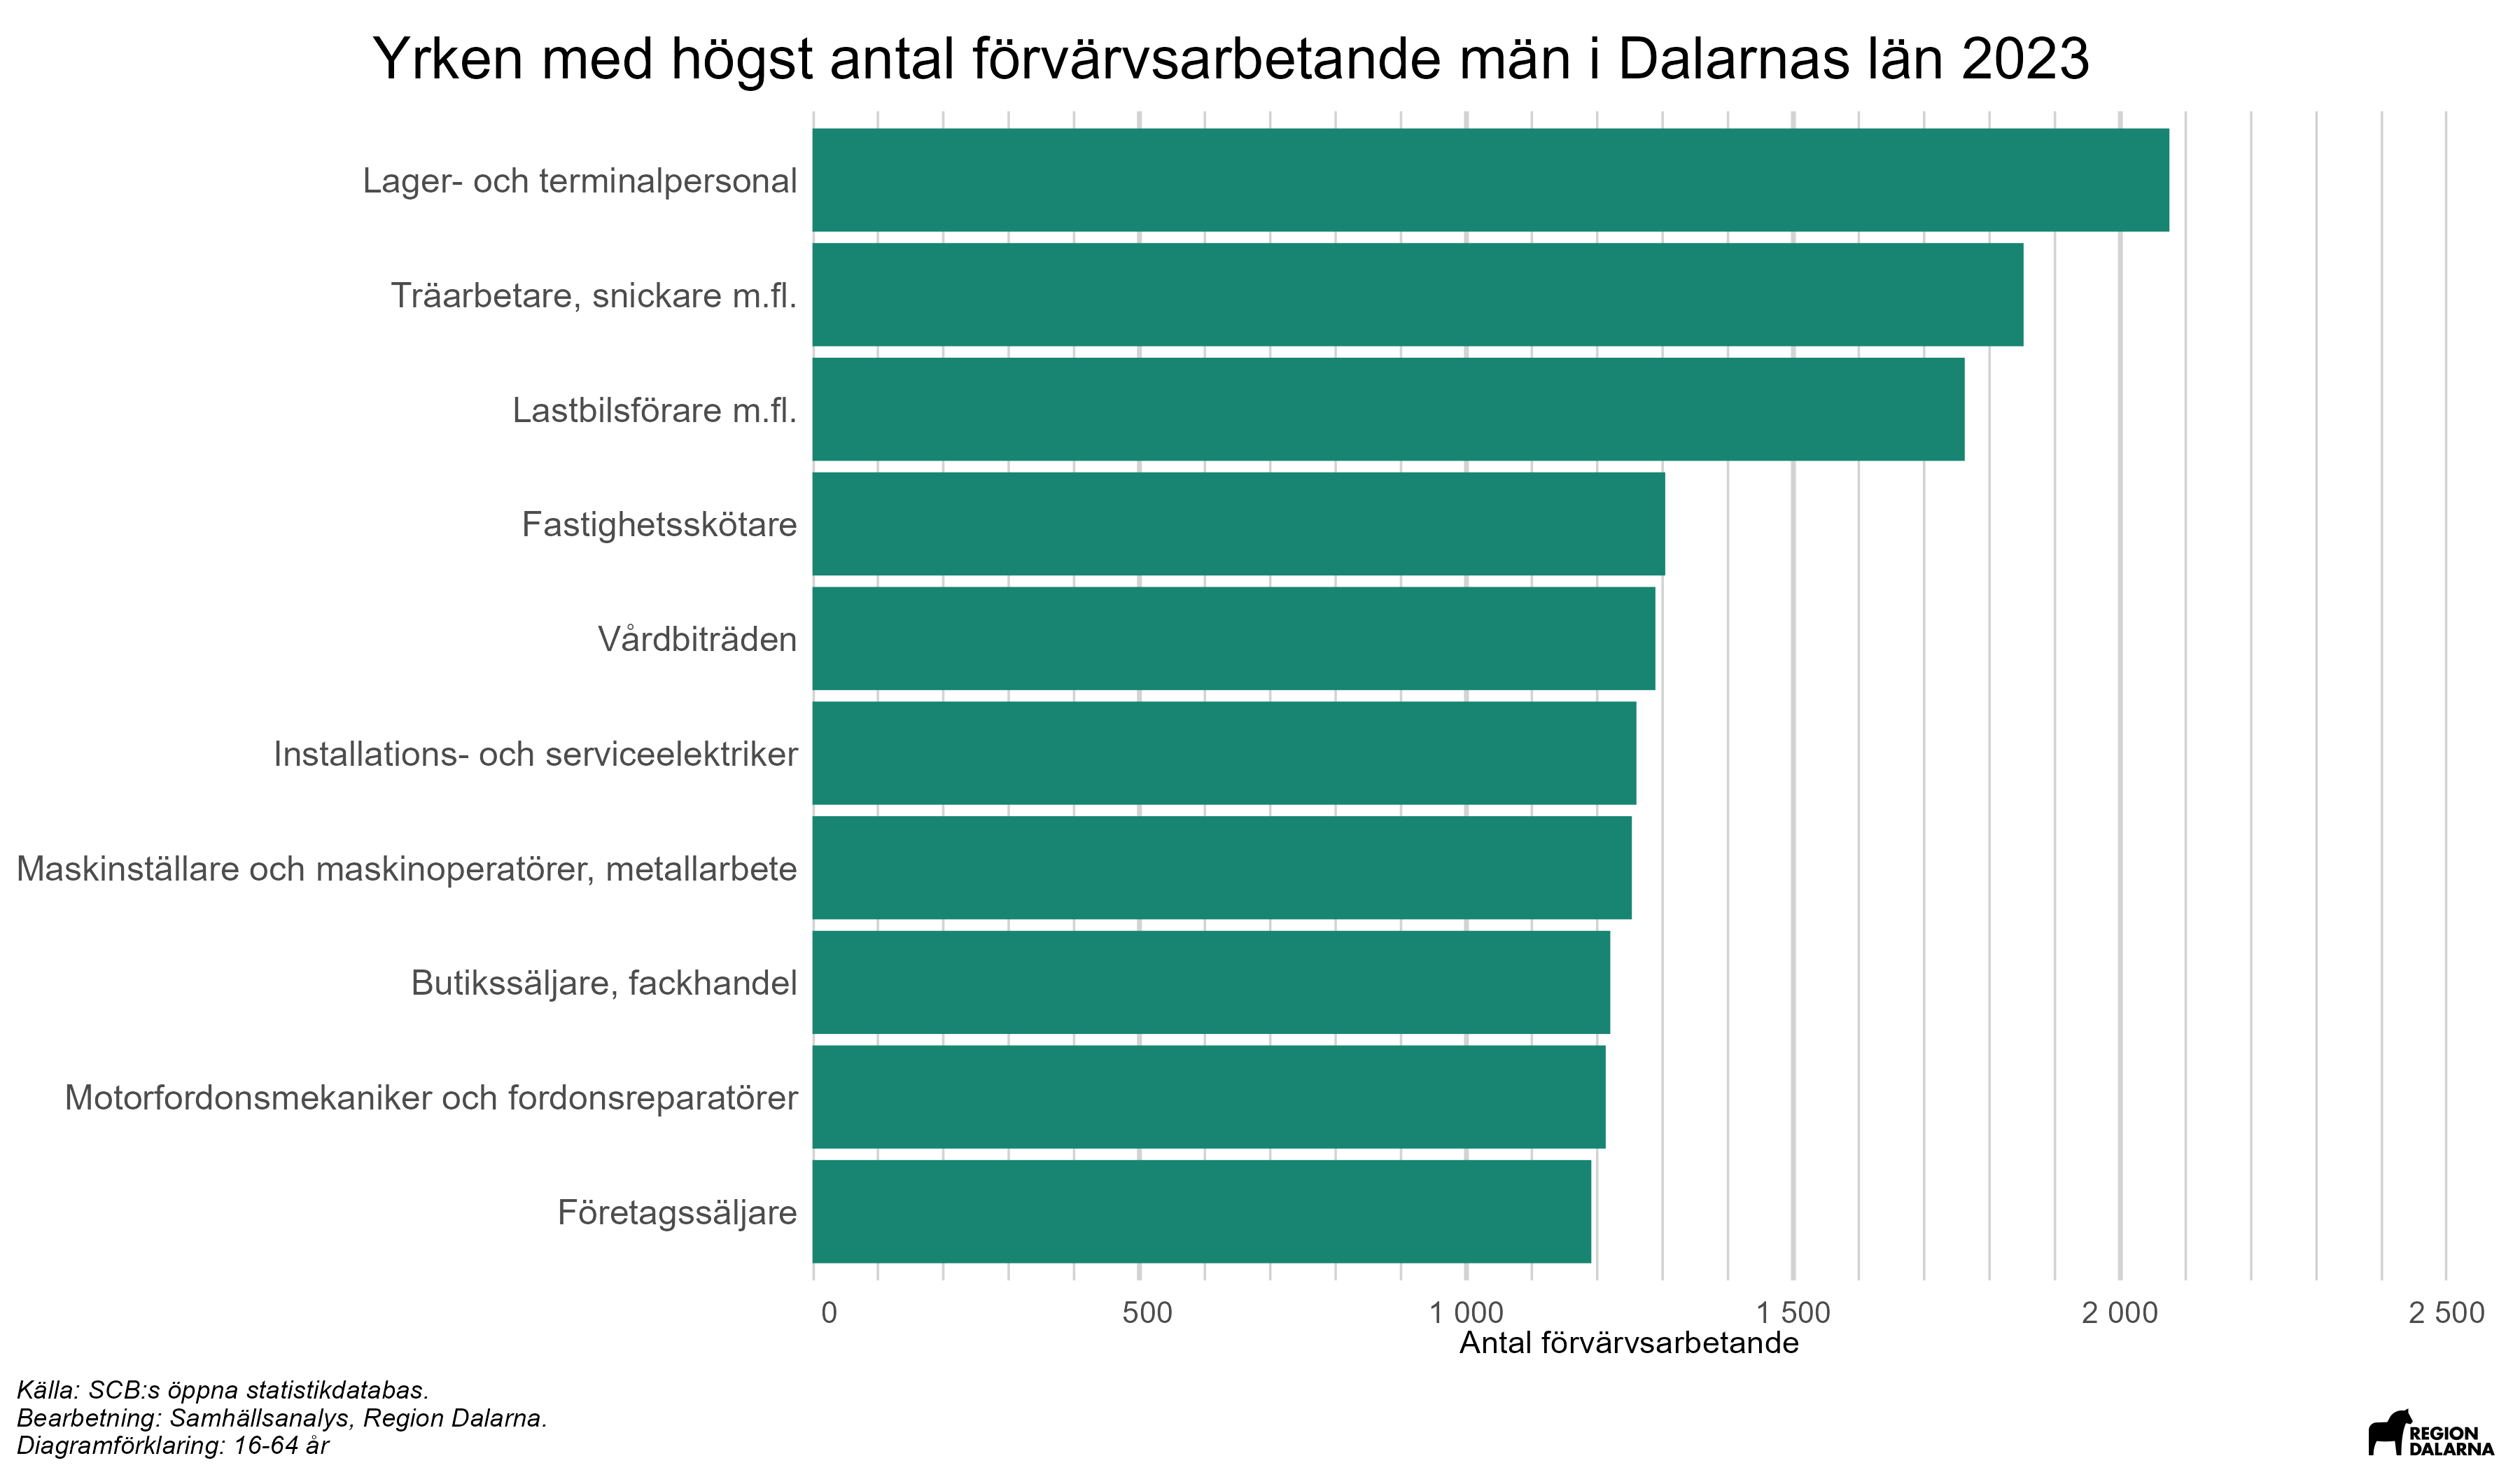 Yrken med högst antal förvärvsarbetande män i Dalarnas län 2023
Lager- och terminalpersonal
Träarbetare, snickare m.fl.
Lastbilsförare m.fl.
Fastighetsskötare
Vårdbiträden
Installations- och serviceelektriker
Maskinställare och maskinoperatörer, metallarbete
Butikssäljare, fackhandel
Motorfordonsmekaniker och fordonsreparatörer
Företagssäljare
0 500 1 000 1 500 2 000 2 500
Antal förvärvsarbetande
Källa: SCB:s öppna statistikdatabas.
Bearbetning: Samhällsanalys, Region Dalarna.
Diagramförklaring: 16-64 år
REGION
DALARNA